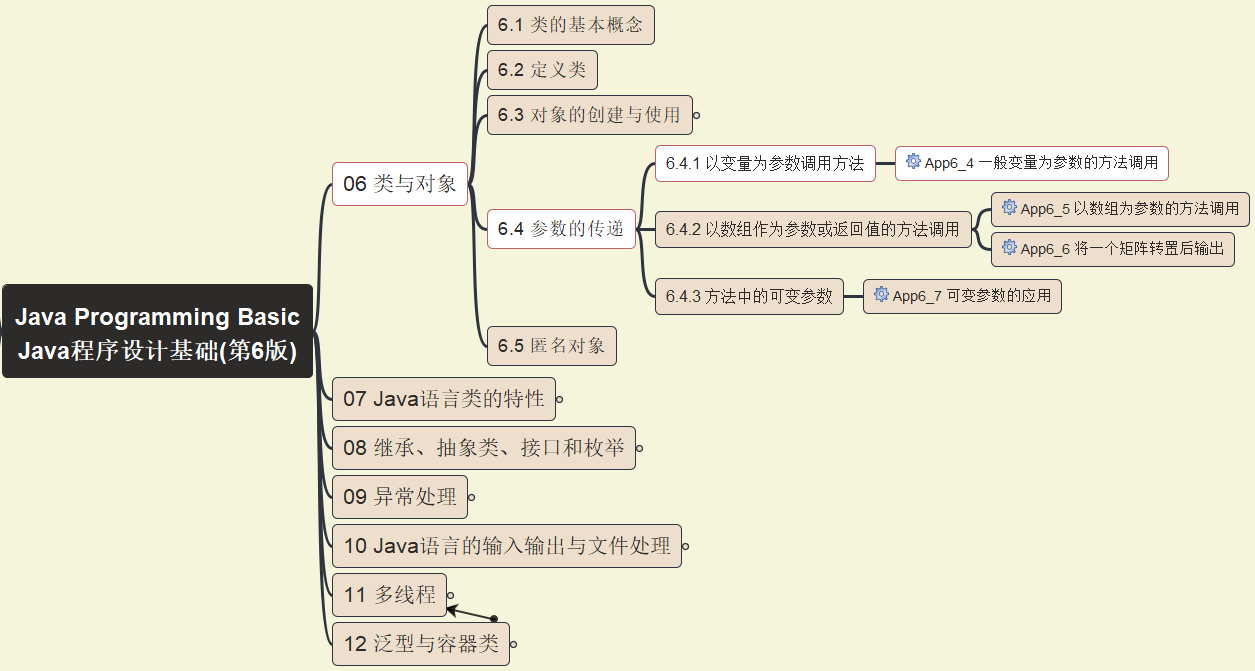 Java Programming Basic
Java程序设计基础(第6版)
06 类与对象
6.1 类的基本概念
6.2 定义类
6.3 对象的创建与使用
6.4 参数的传递
6.4.1 以变量为参数调用方法
App6_4 一般变量为参数的方法调用
6.4.2 以数组作为参数或返回值的方法调用
App6_5 以数组为参数的方法调用
App6_6 将一个矩阵转置后输出
6.4.3 方法中的可变参数
App6_7 可变参数的应用
6.5 匿名对象
07 Java语言类的特性
08 继承、抽象类、接口和枚举
09 异常处理
10 Java语言的输入输出与文件处理
11 多线程
12 泛型与容器类